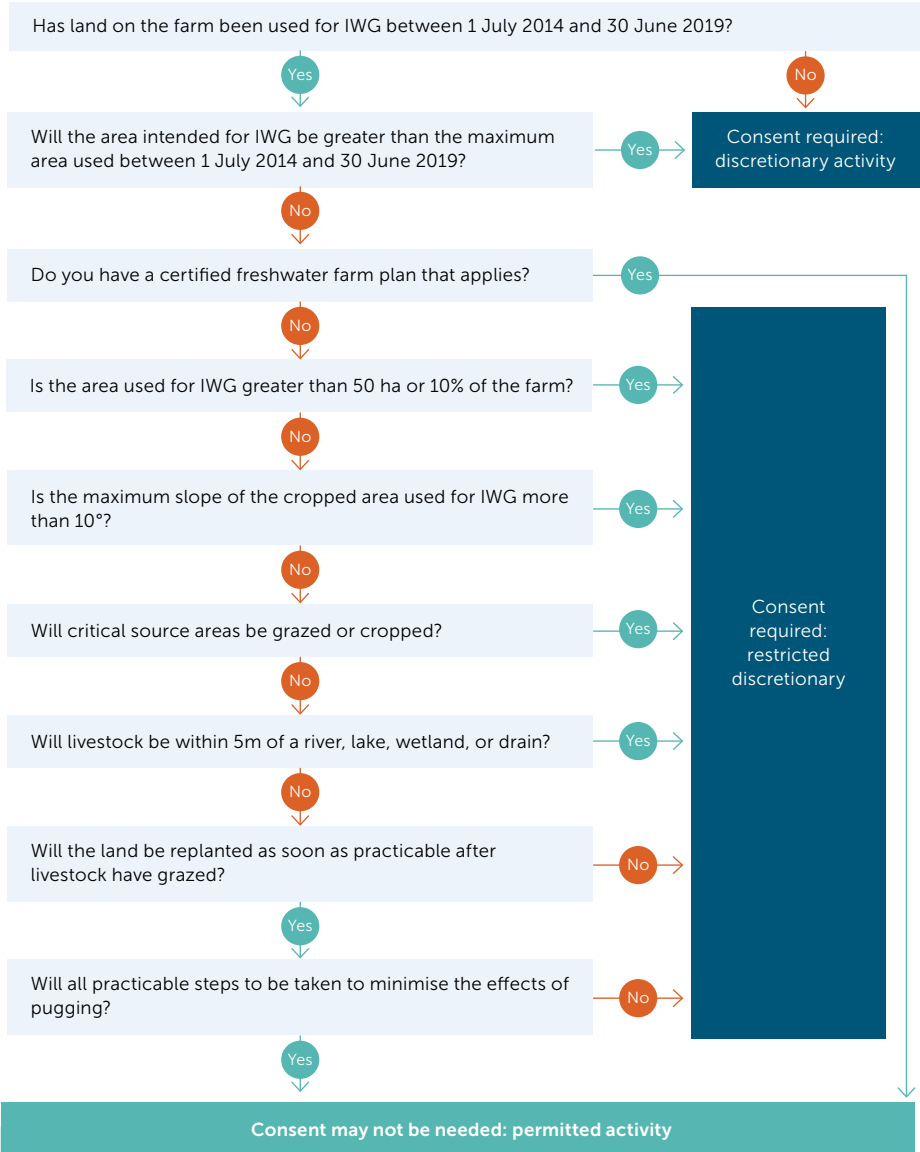 Has land on the farm been used for IWG between 1 July 2014 and 30 June 2019?
Yes
No
Will the area intended for IWG be greater than the maximum
area used between 1 July 2014 and 30 June 2019?
Yes
Consent required:
discretionary activity
No
Do you have a certified freshwater farm plan that applies?
Yes
No
Is the area used for IWG greater than 50 ha or 10% of the farm?
Yes
No
Is the maximum slope of the cropped area used for IWG more
than 10°?
Yes
No
Will critical source areas be grazed or cropped?
Yes
Consent
required:
restricted
discretionary
No
Will livestock be within 5m of a river, lake, wetland, or drain?
Yes
No
Will the land be replanted as soon as practicable after
livestock have grazed?
No
Yes
Will all practicable steps to be taken to minimise the effects of
pugging?
No
Yes
Consent may not be needed: permitted activity